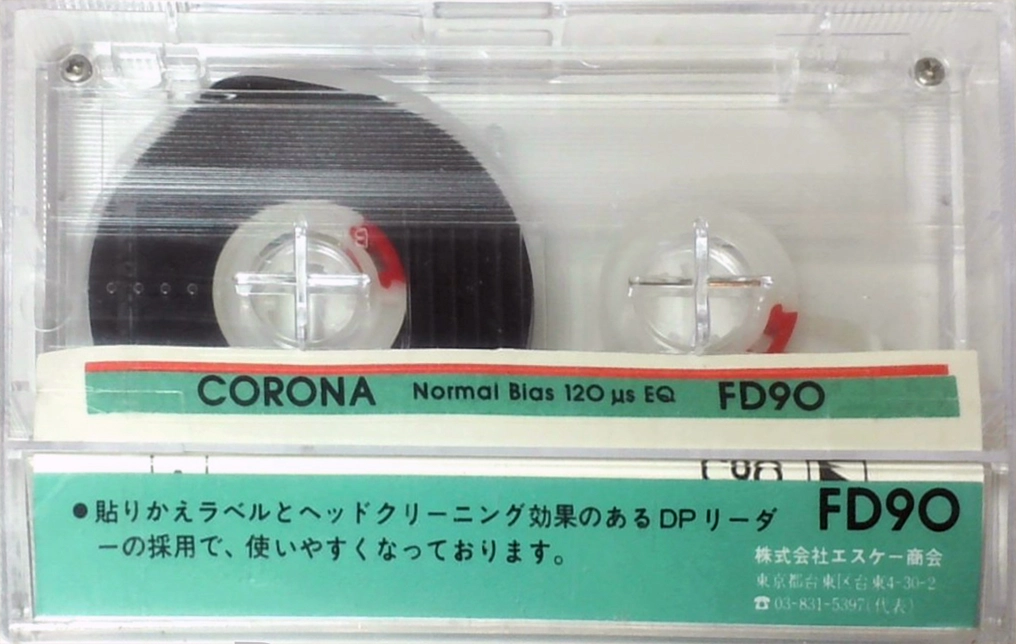 CORONA Normal Bias 120 μs EQ FD90
●貼りかえラベルとヘッドクリーニング効果のあるDPリーダ
ーの採用で、使いやすくなっております。
FD90
株式会社エスケー商会
東京都台東区台東4-30-2
☎03-831-5397(代表)